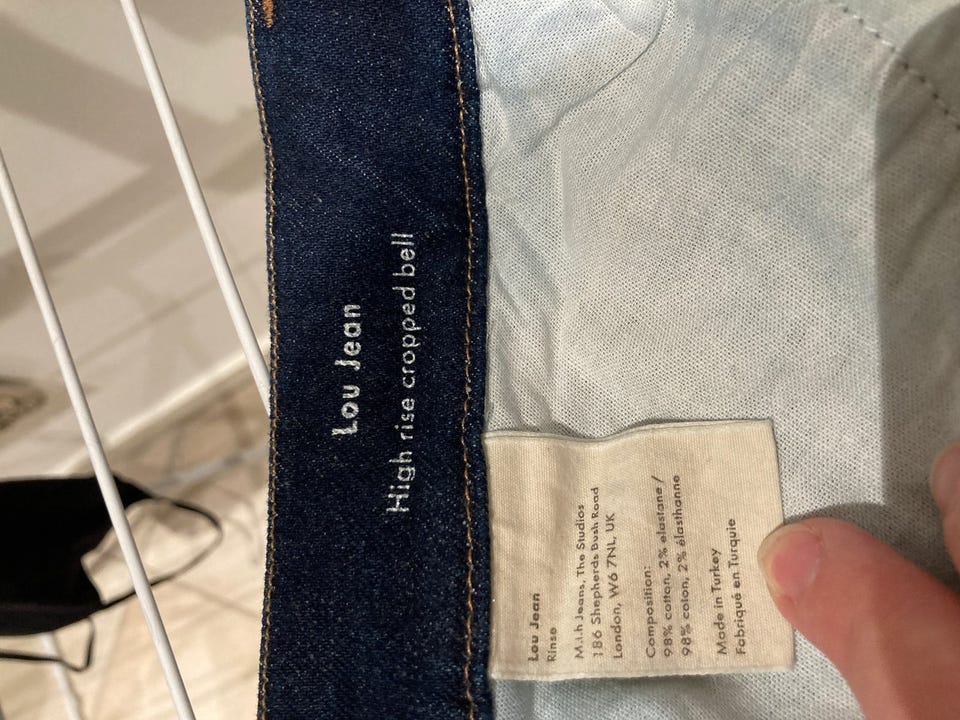 Lou Jean
High rise cropped bell
Lou Jean
Rinse
M.i.h Jeans, The Studios
186 Shepherds Bush Road
London, W6 7NL, UK
Composition:
98% cotton, 2% elastane /
98% coton, 2% élasthanne
Made in Turkey
Fabriqué en Turquie